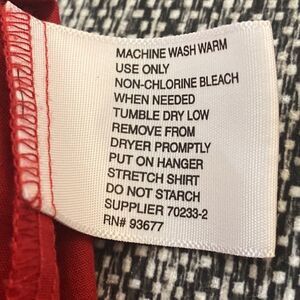 MACHINE WASH WARM
USE ONLY
NON-CHLORINE BLEACH
WHEN NEEDED
TUMBLE DRY LOW
REMOVE FROM
DRYER PROMPTLY
PUT ON HANGER
STRETCH SHIRT
DO NOT STARCH
SUPPLIER 70233-2
RN# 93677